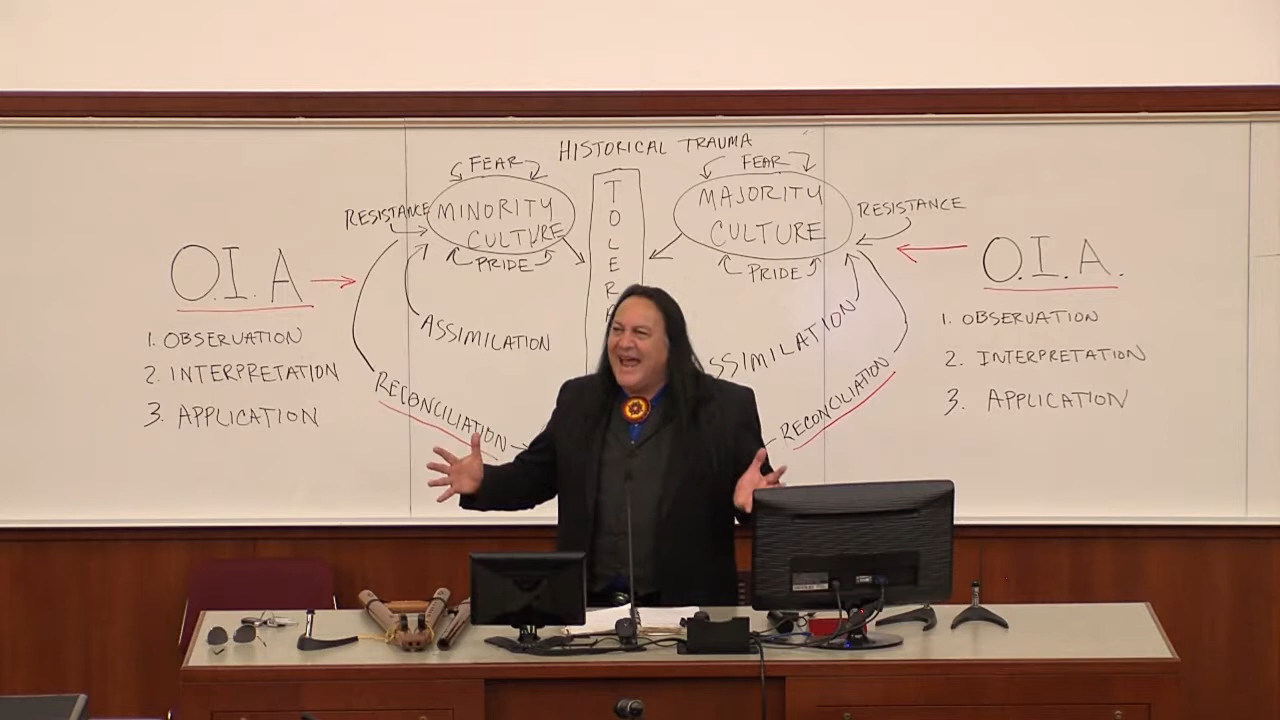 HISTORICAL TRAUMA
FEAR
FEAR
RESISTANCE
MINORITY
CULTURE
PRIDE
TOLER
MAJORITY
CULTURE
PRIDE
RESISTANCE
O.I.A
1. OBSERVATION
2. INTERPRETATION
3. APPLICATION
ASSIMILATION
RECONCILIATION
SSIMILATION
RECONCILIATION
O.I.A.
1. OBSERVATION
2. INTERPRETATION
3. APPLICATION